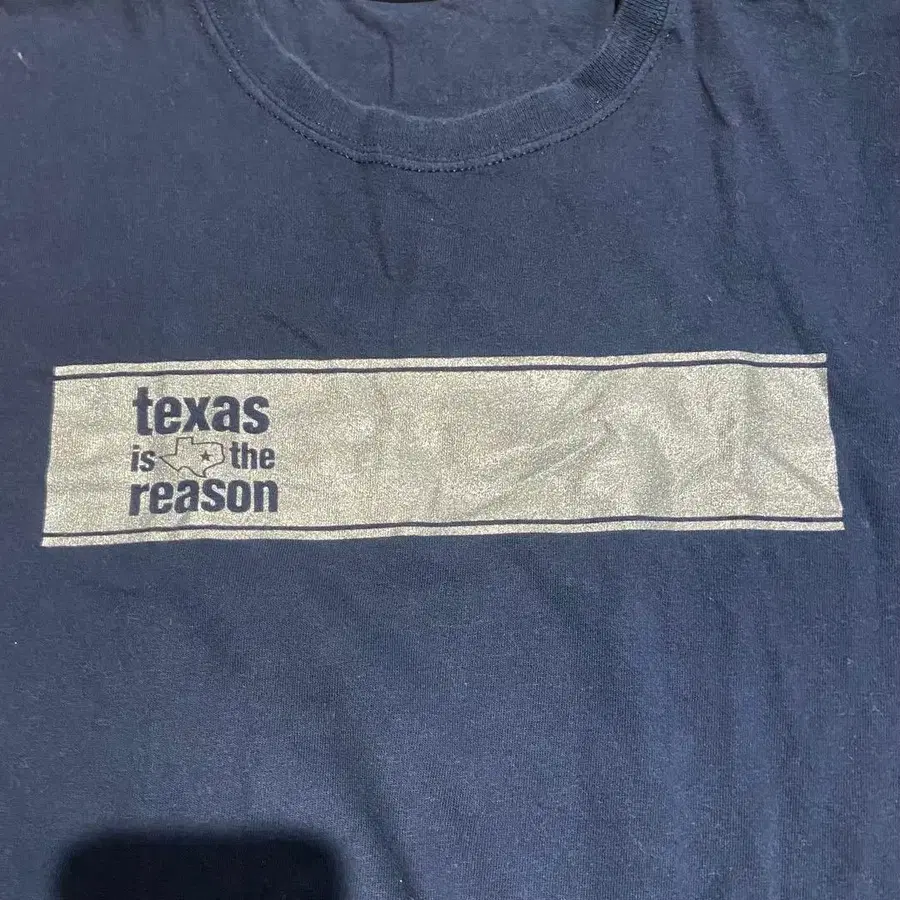 texas
is the
reason